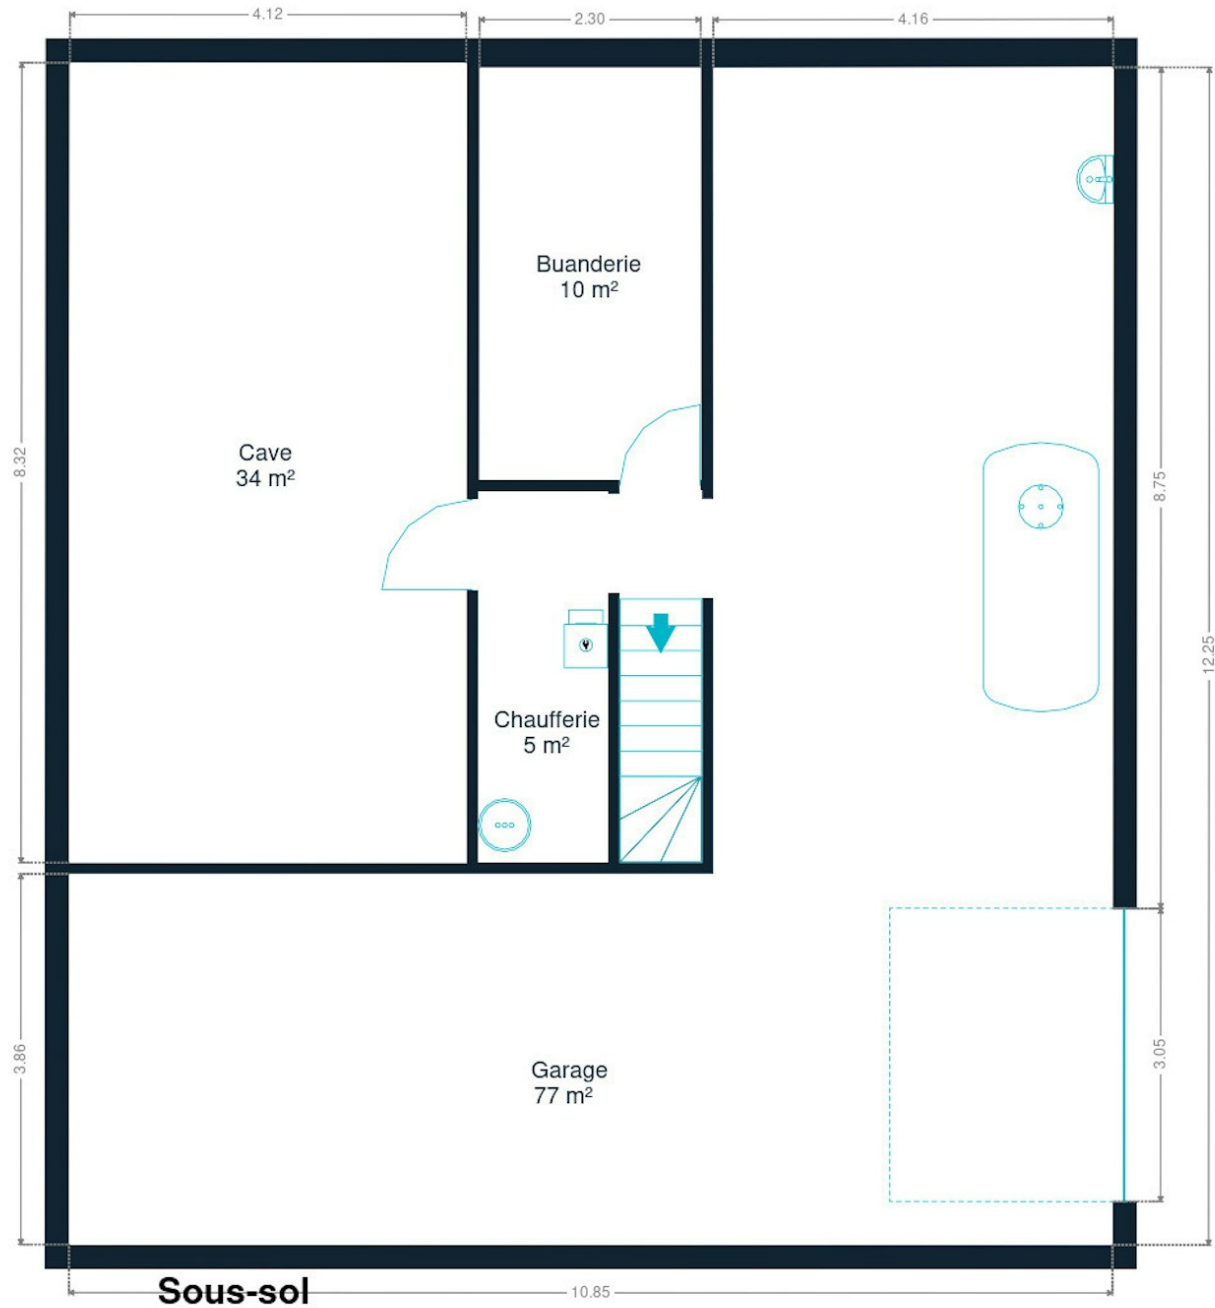 4.12
2.30
4.16
Buanderie
10 m²
Cave
34 m²
8.32
8.75
12.25
Chaufferie
5 m²
3.86
3.05
Garage
77 m²
Sous-sol
10.85